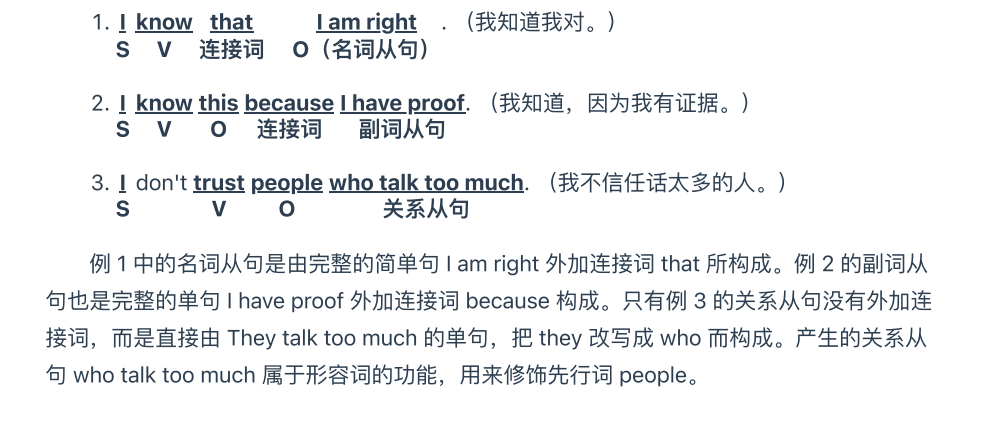 1. I know that I am right .（我知道我对。）
S V 连接词 O（名词从句）
2. I know this because I have proof.（我知道，因为我有证据。）
S V O 连接词 副词从句
3. I don't trust people who talk too much.（我不信任话太多的人。）
S V O 关系从句
例 1 中的名词从句是由完整的简单句 I am right 外加连接词 that 所构成。例 2 的副词从
句也是完整的单句 I have proof 外加连接词 because 构成。只有例 3 的关系从句没有外加连
接词，而是直接由 They talk too much 的单句，把 they 改写成 who 而构成。产生的关系从
句 who talk too much 属于形容词的功能，用来修饰先行词 people。